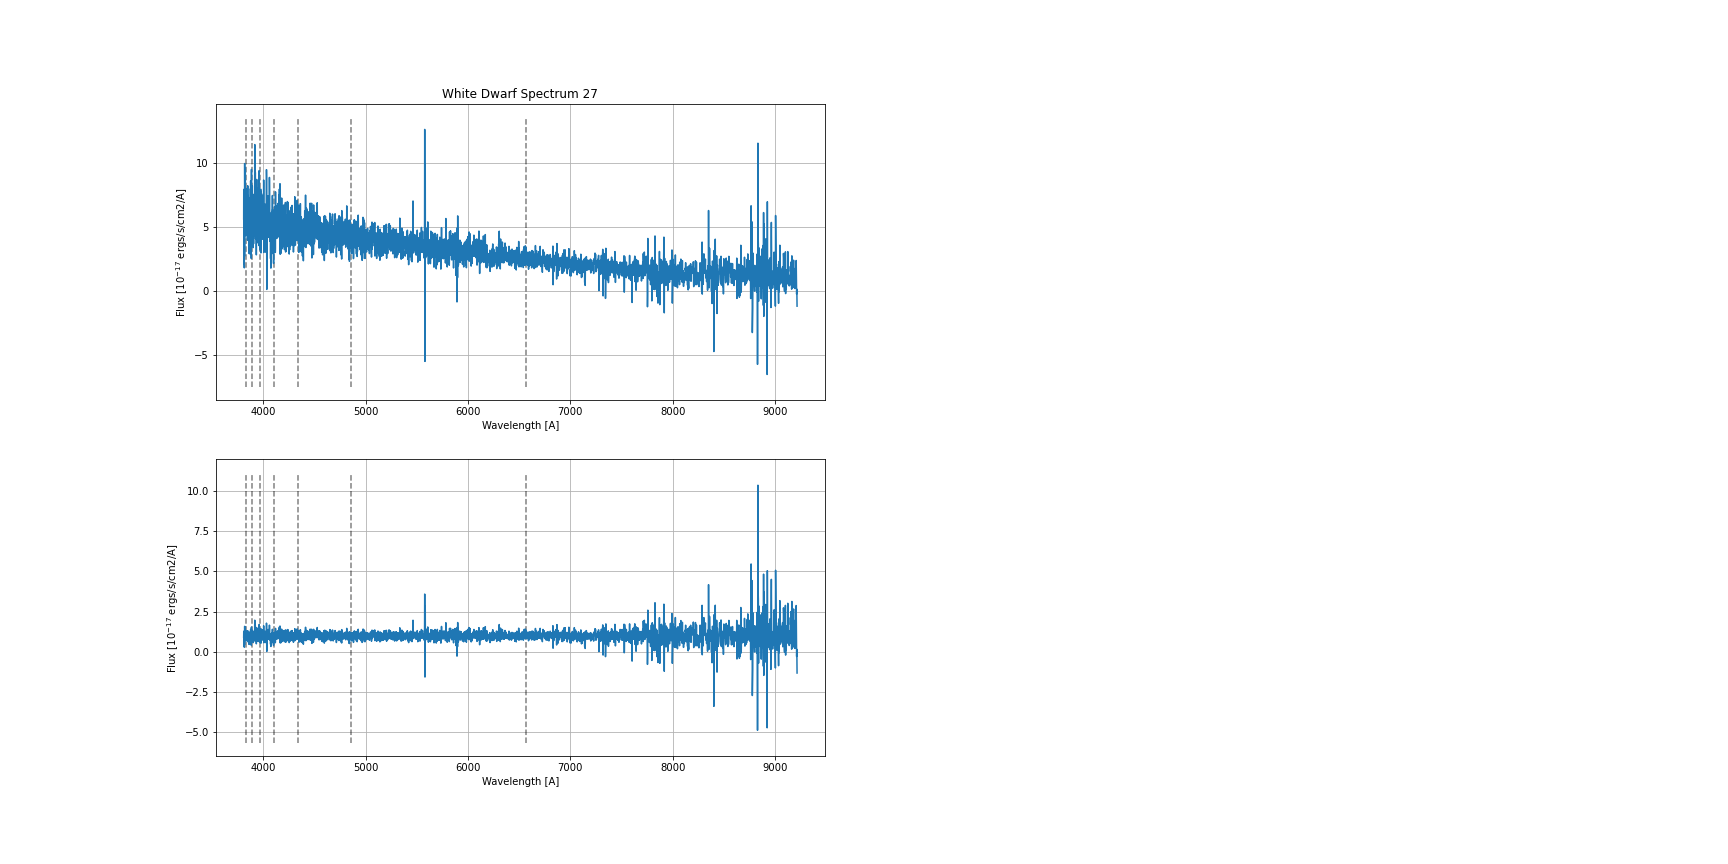 White Dwarf Spectrum 27
Flux [10⁻¹⁷ ergs/s/cm2/A]
10
5
0
−5
4000 5000 6000 7000 8000 9000
Wavelength [A]
Flux [10⁻¹⁷ ergs/s/cm2/A]
10.0
7.5
5.0
2.5
0.0
−2.5
−5.0
4000 5000 6000 7000 8000 9000
Wavelength [A]